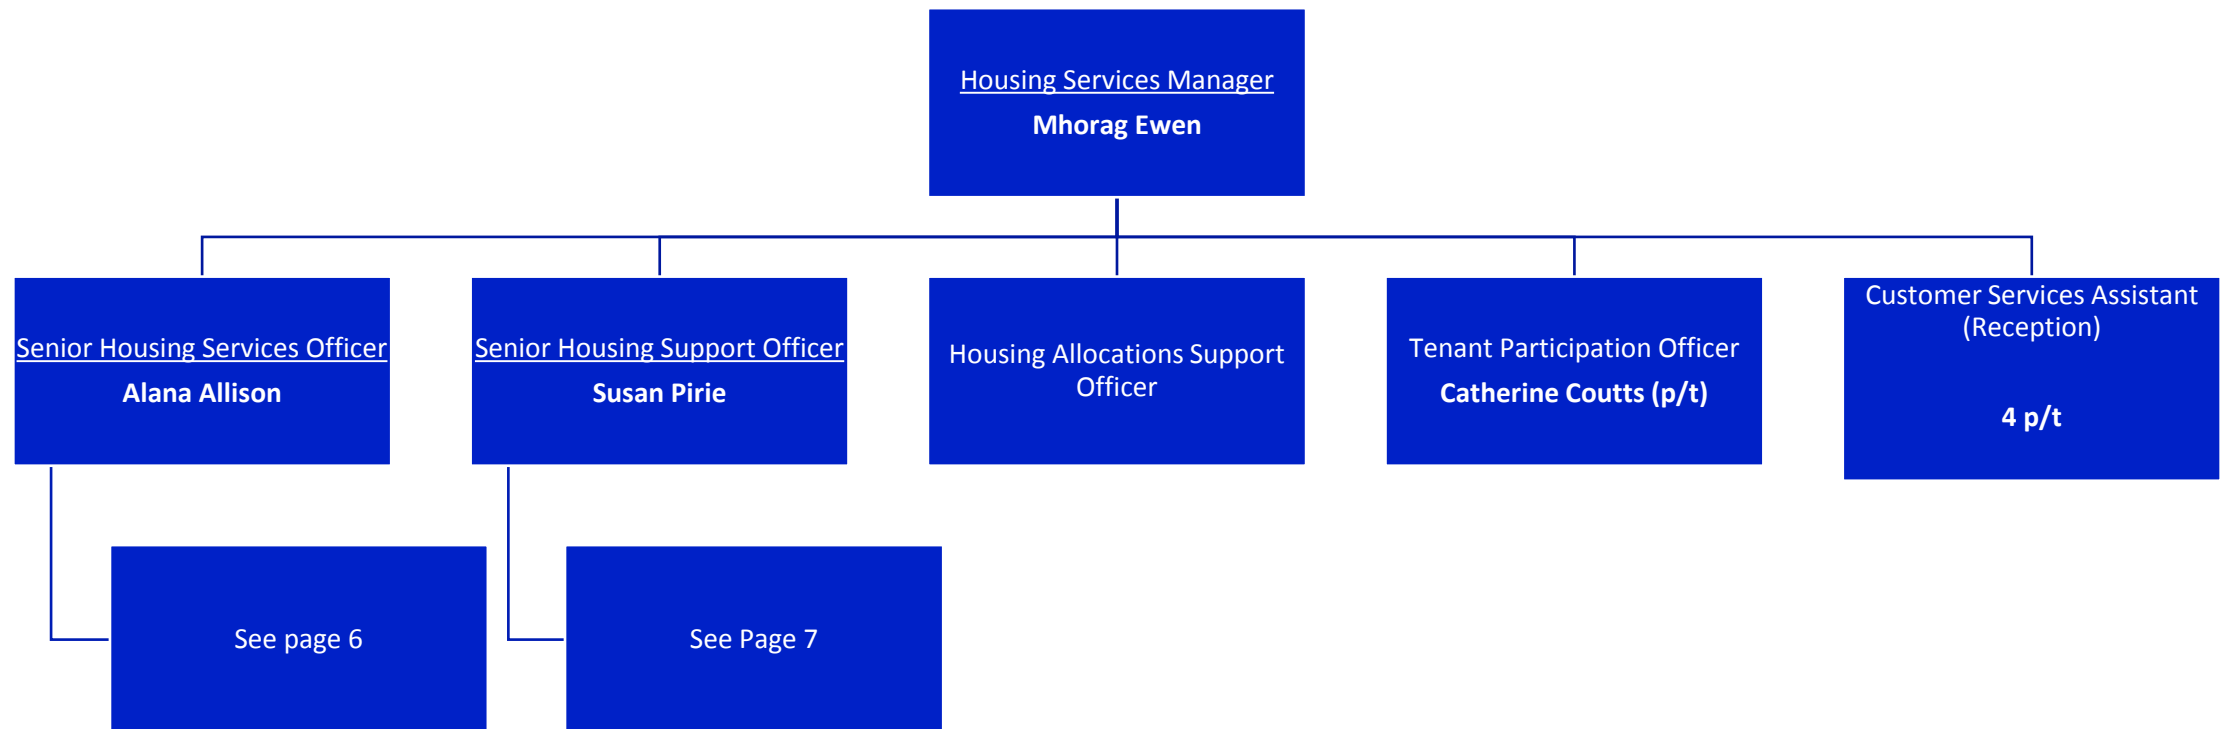 Housing Services Manager
Mhorag Ewen
Senior Housing Services Officer
Alana Allison
Senior Housing Support Officer
Susan Pirie
Housing Allocations Support
Officer
Tenant Participation Officer
Catherine Coutts (p/t)
Customer Services Assistant
(Reception)
4 p/t
See page 6
See Page 7